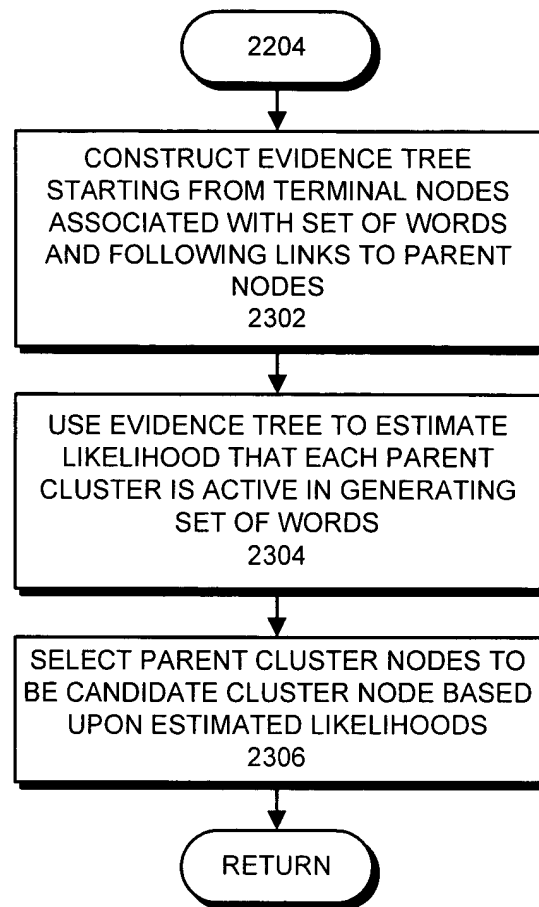 2204
CONSTRUCT EVIDENCE TREE
STARTING FROM TERMINAL NODES
ASSOCIATED WITH SET OF WORDS
AND FOLLOWING LINKS TO PARENT
NODES
2302
USE EVIDENCE TREE TO ESTIMATE
LIKELIHOOD THAT EACH PARENT
CLUSTER IS ACTIVE IN GENERATING
SET OF WORDS
2304
SELECT PARENT CLUSTER NODES TO
BE CANDIDATE CLUSTER NODE BASED
UPON ESTIMATED LIKELIHOODS
2306
RETURN